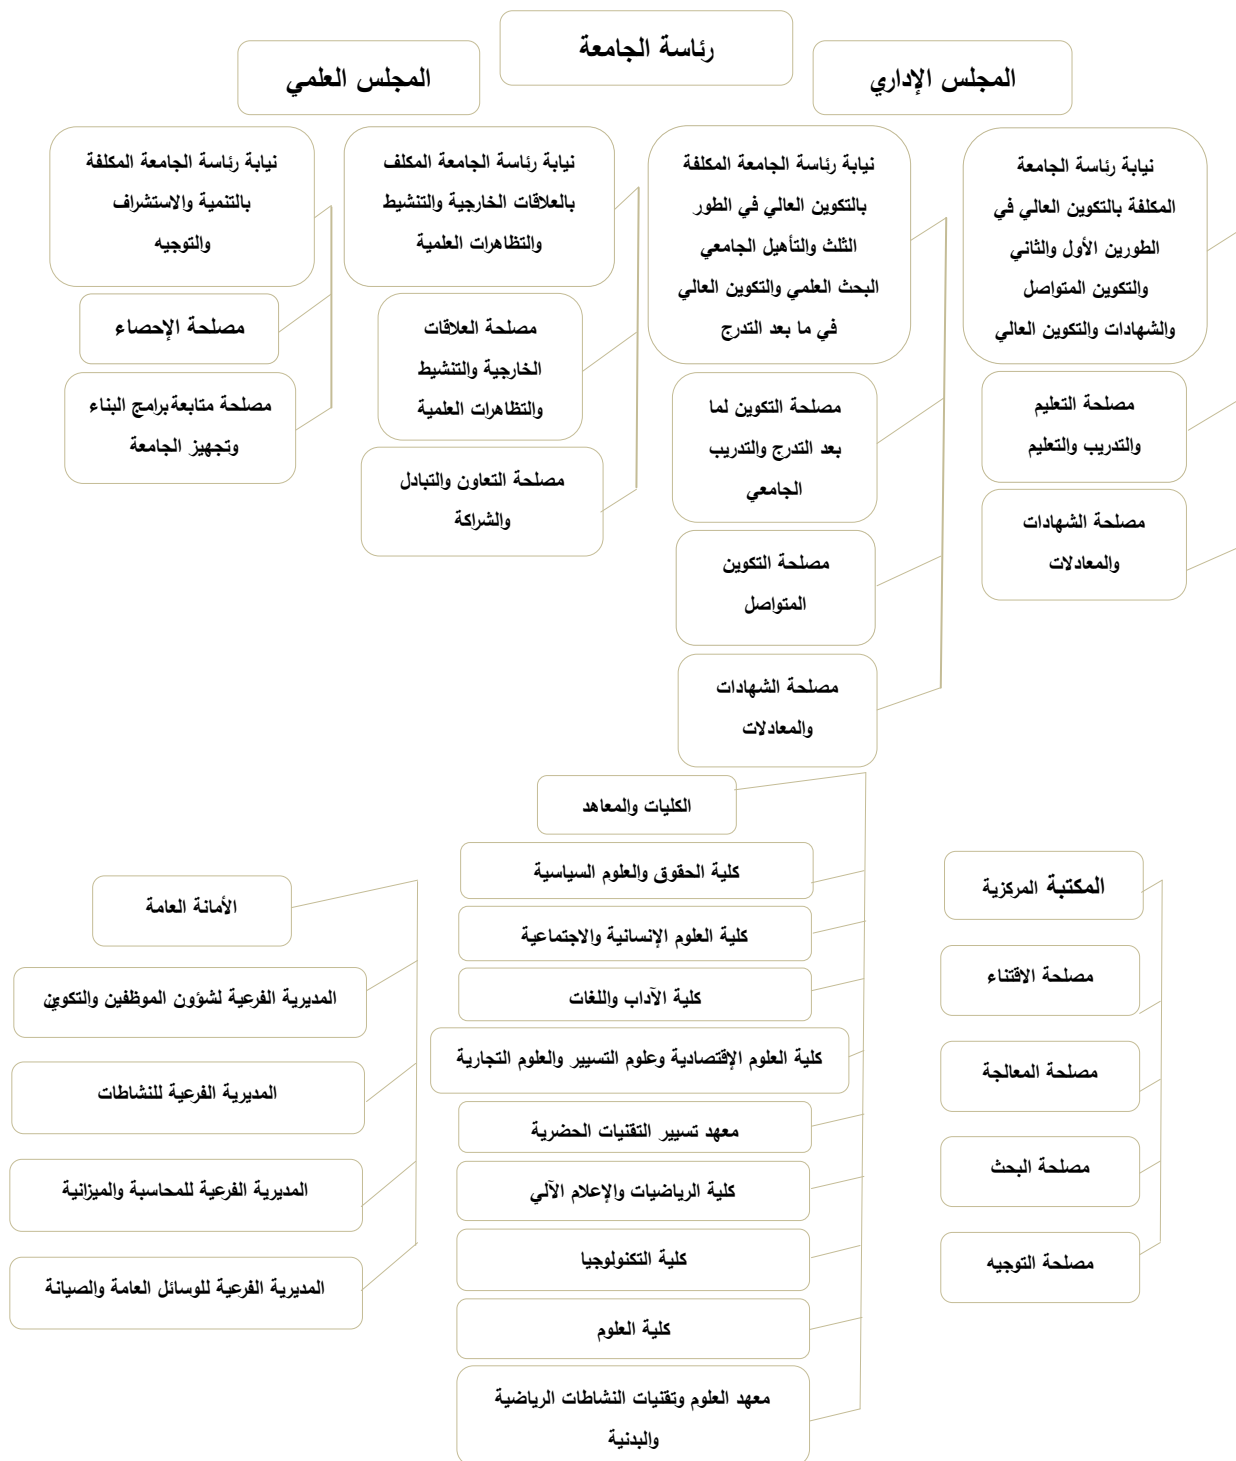 رئاسة الجامعة
المجلس الإداري
المجلس العلمي
نيابة رئاسة الجامعة
المكلفة بالتكوين العالي في
الطورين الأول والثاني
والتكوين المتواصل
والشهادات والتكوين العالي
مصلحة التعليم
والتدريب والتعليم
مصلحة الشهادات
والمعادلات
نيابة رئاسة الجامعة المكلفة
بالتكوين العالي في الطور
الثلث والتأهيل الجامعي
البحث العلمي والتكوين العالي
في ما بعد التدرج
مصلحة التكوين لما
بعد التدرج والتدريب
الجامعي
مصلحة التكوين
المتواصل
مصلحة الشهادات
والمعادلات
نيابة رئاسة الجامعة المكلف
بالعلاقات الخارجية والتنشيط
والتظاهرات العلمية
مصلحة العلاقات
الخارجية والتنشيط
والتظاهرات العلمية
مصلحة التعاون والتبادل
والشراكة
نيابة رئاسة الجامعة المكلفة
بالتنمية والاستشراف
والتوجيه
مصلحة الإحصاء
مصلحة متابعة برامج البناء
وتجهيز الجامعة
المكتبة المركزية
مصلحة الاقتناء
مصلحة المعالجة
مصلحة البحث
مصلحة التوجيه
الكليات والمعاهد
كلية الحقوق والعلوم السياسية
كلية العلوم الإنسانية والاجتماعية
كلية الآداب واللغات
كلية العلوم الإقتصادية وعلوم التسيير والعلوم التجارية
معهد تسيير التقنيات الحضرية
كلية الرياضيات والإعلام الآلي
كلية التكنولوجيا
كلية العلوم
معهد العلوم وتقنيات النشاطات الرياضية
والبدنية
الأمانة العامة
المديرية الفرعية لشؤون الموظفين والتكوين
المديرية الفرعية للنشاطات
المديرية الفرعية للمحاسبة والميزانية
المديرية الفرعية للوسائل العامة والصيانة